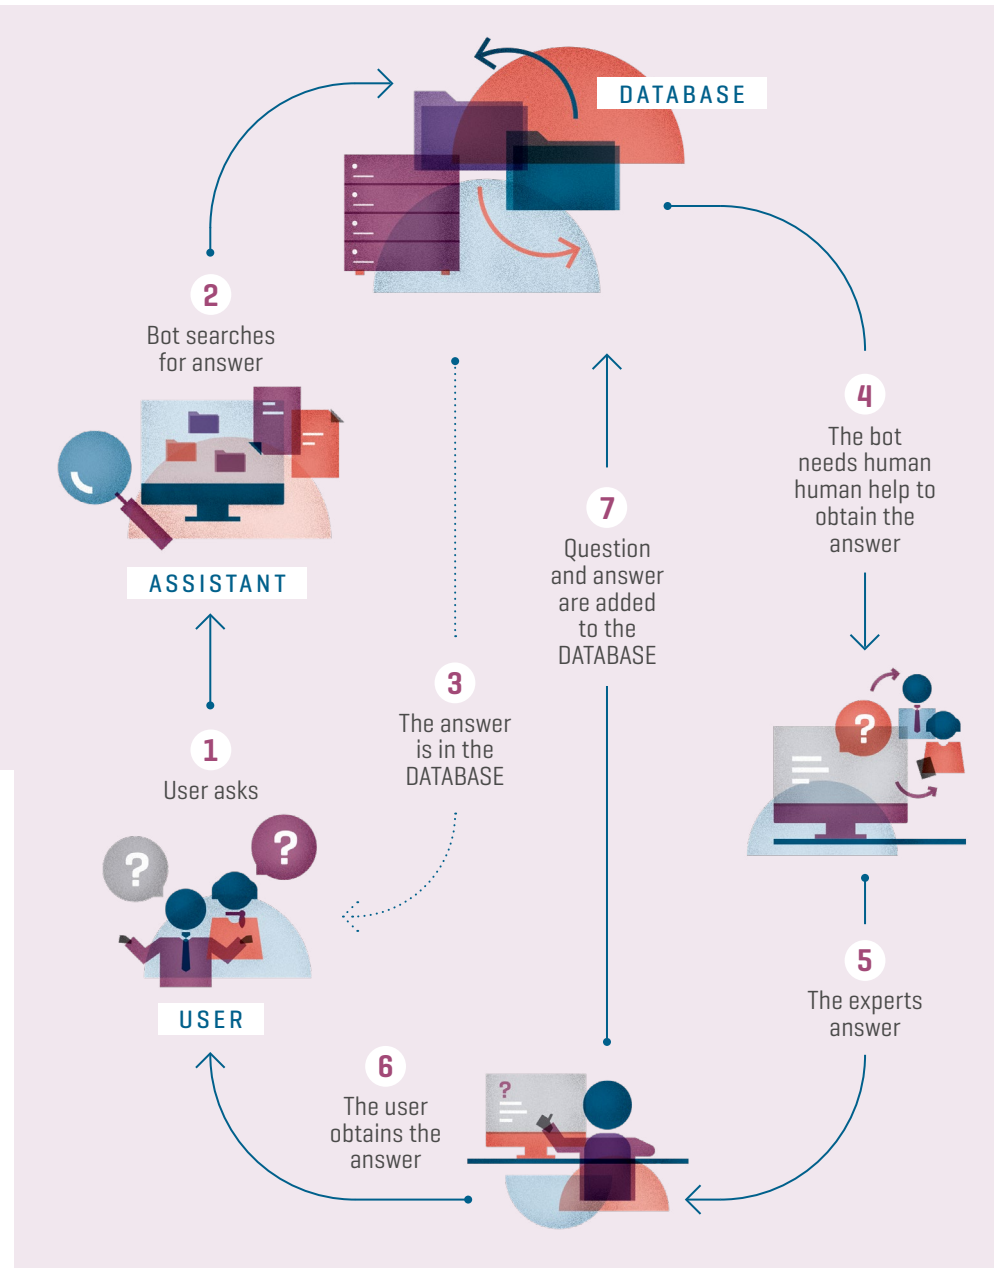 DATABASE
2
Bot searches
for answer
ASSISTANT
1
User asks
?
?
USER
3
The answer
is in the
DATABASE
4
The bot
needs human
human help to
obtain the
answer
?
5
The experts
answer
6
The user
obtains the
answer
?
7
Question
and answer
are added
to the
DATABASE